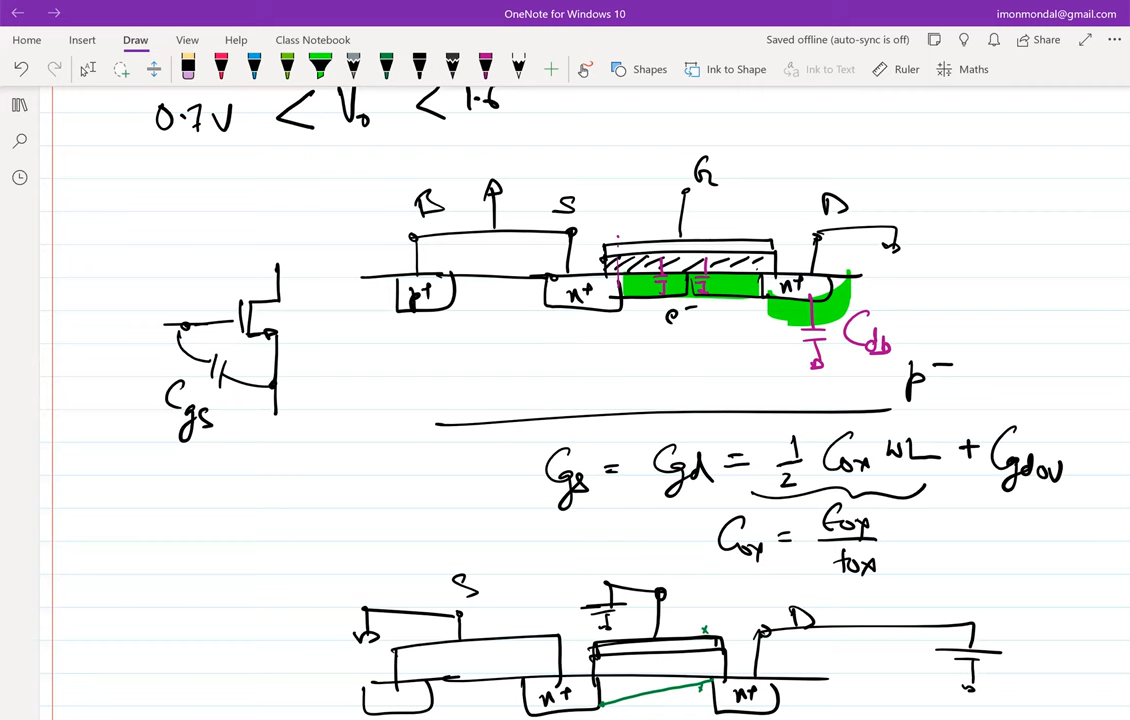 OneNote for Windows 10
imonmondal@gmail.com
Home Insert Draw View Help Class Notebook
Saved offline (auto-sync is off) Share
Shapes Ink to Shape Ink to Text Ruler Maths
0.7V < V₀ < 1.6
G
B S D
p+ n+ n+
e-
Cdb
p-
Cgs
Cgs = Cgd = 1/2 Cox WL + Cgdov
Cox = εox/tox
S
D
n+ n+